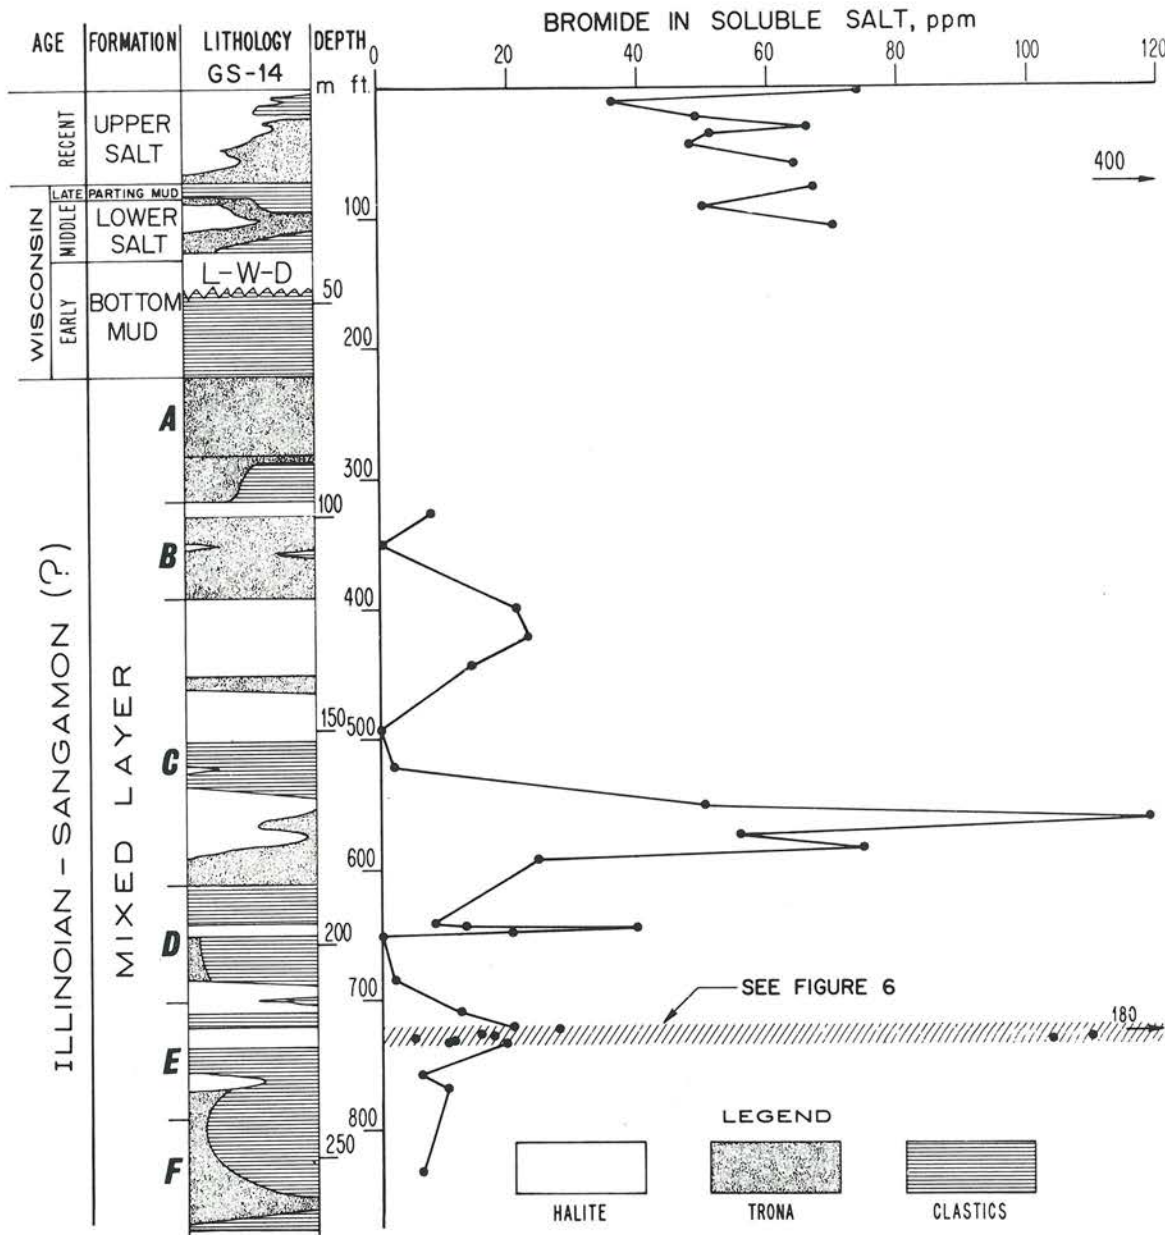 BROMIDE IN SOLUBLE SALT, ppm
AGE FORMATION LITHOLOGY DEPTH
GS-14
0 20 40 60 80 100 120
m ft.
RECENT
UPPER
SALT
400
LATE PARTING MUD
WISCONSIN
MIDDLE
LOWER
SALT
100
L-W-D
EARLY
BOTTOM
MUD
50
200
A
300
100
B
400
ILLINOIAN - SANGAMON (?)
MIXED LAYER
150 500
C
600
D
200
700
SEE FIGURE 6
180
E
800
250
F
LEGEND
HALITE TRONA CLASTICS